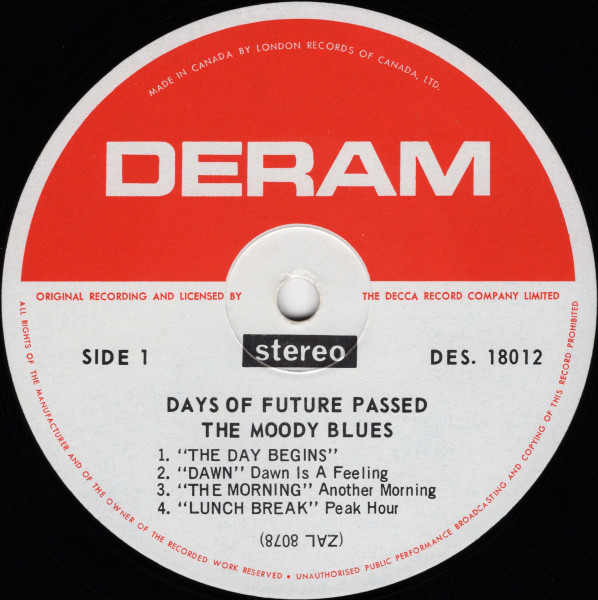 MADE IN CANADA BY LONDON RECORDS OF CANADA, LTD.
DERAM
ORIGINAL RECORDING AND LICENSED BY THE DECCA RECORD COMPANY LIMITED
SIDE 1
stereo
DES. 18012
DAYS OF FUTURE PASSED
THE MOODY BLUES
1. "THE DAY BEGINS"
2. "DAWN" Dawn Is A Feeling
3. "THE MORNING" Another Morning
4. "LUNCH BREAK" Peak Hour
(ZAL 8078)
ALL RIGHTS OF THE MANUFACTURER AND OF THE OWNER OF THE RECORDED WORK RESERVED • UNAUTHORISED PUBLIC PERFORMANCE BROADCASTING AND COPYING OF THIS RECORD PROHIBITED